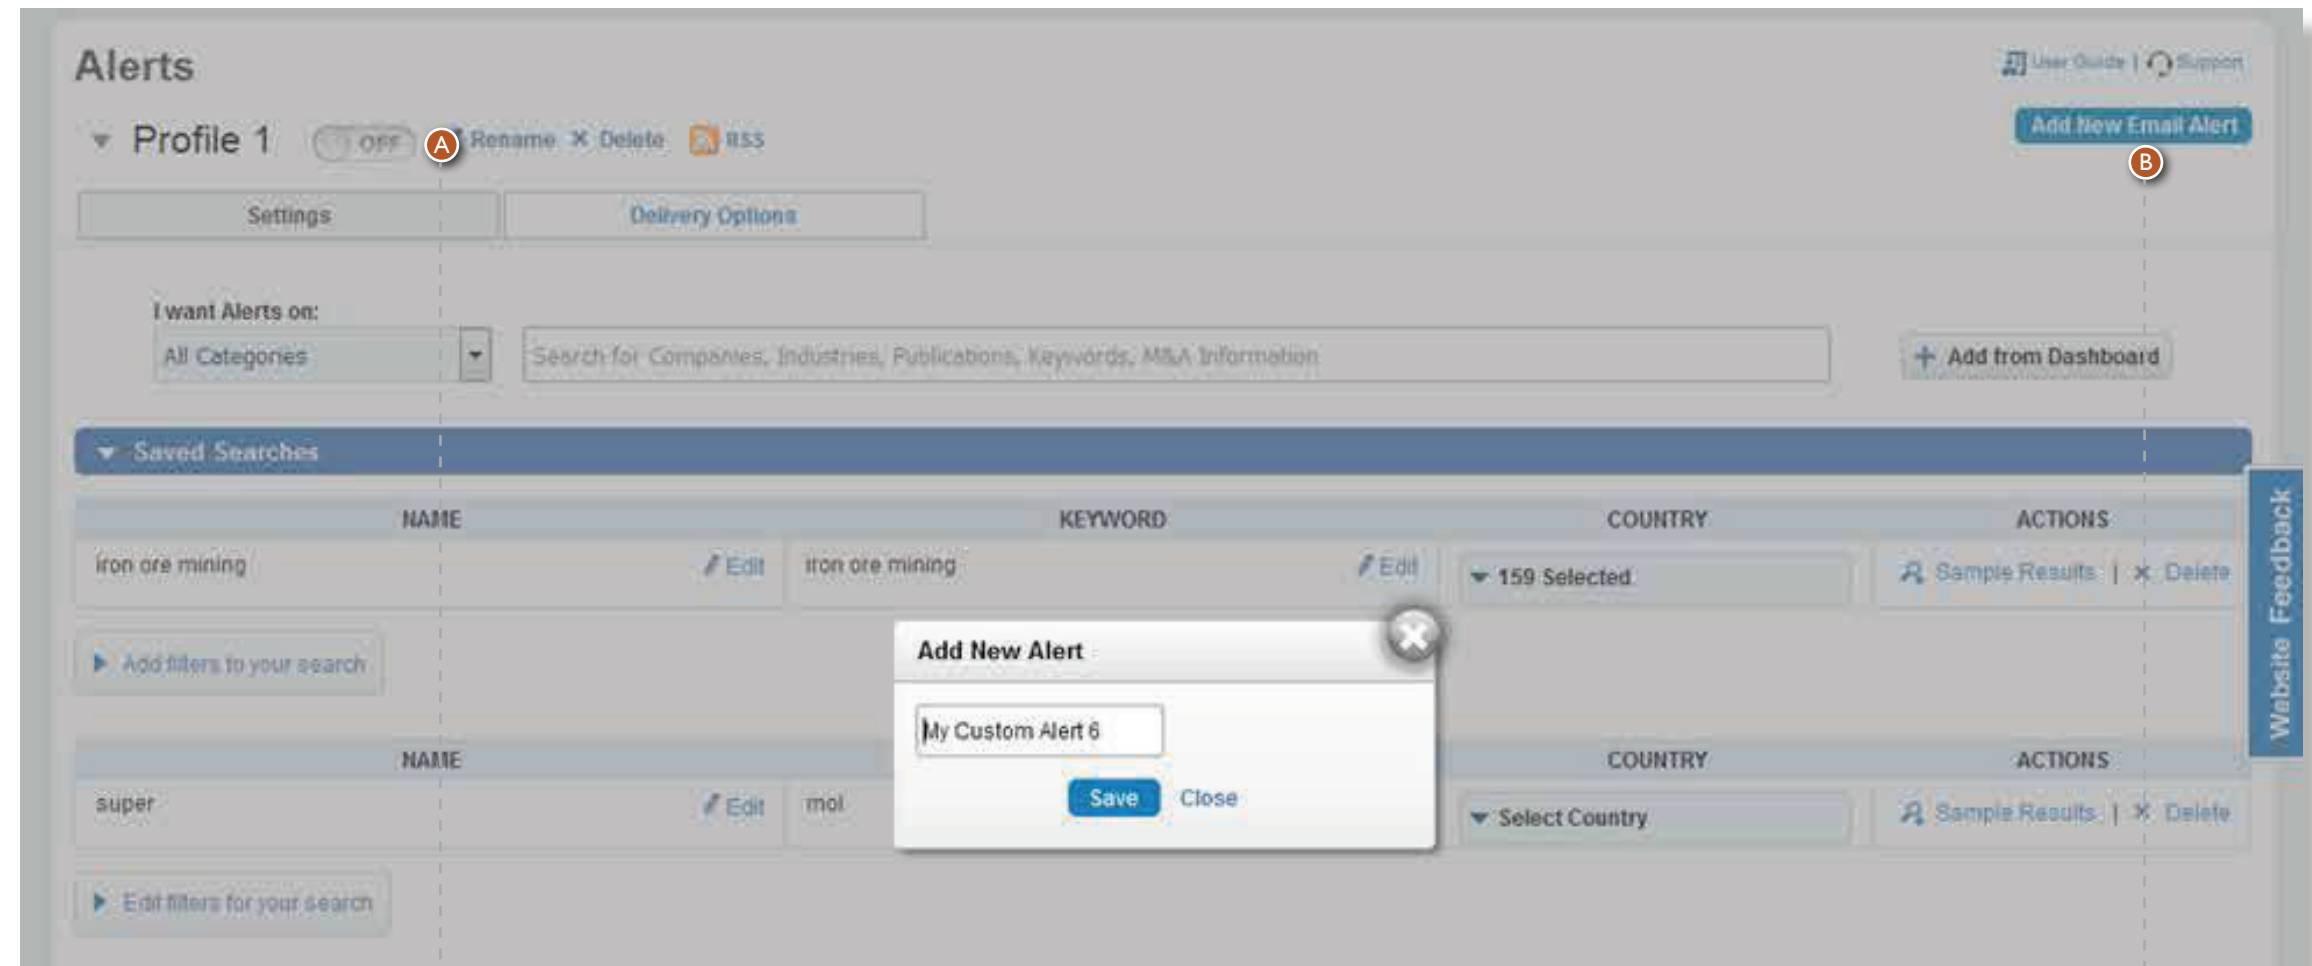 Alerts
User Guide | Support
Profile 1 OFF A Rename Delete RSS
Add New Email Alert
B
Settings Delivery Options
I want Alerts on:
All Categories Search for Companies, Industries, Publications, Keywords, M&A Information + Add from Dashboard
Saved Searches
NAME KEYWORD COUNTRY ACTIONS
iron ore mining Edit iron ore mining Edit 159 Selected Sample Results | Delete
Add filters to your search
Add New Alert
My Custom Alert 6
Save Close
NAME COUNTRY ACTIONS
super Edit mol Select Country Sample Results | Delete
Edit filters for your search
Website Feedback